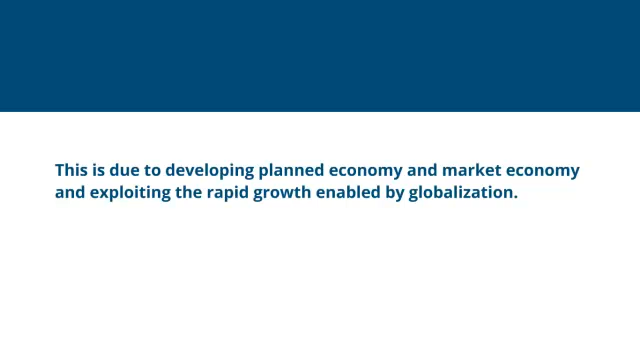 This is due to developing planned economy and market economy
and exploiting the rapid growth enabled by globalization.